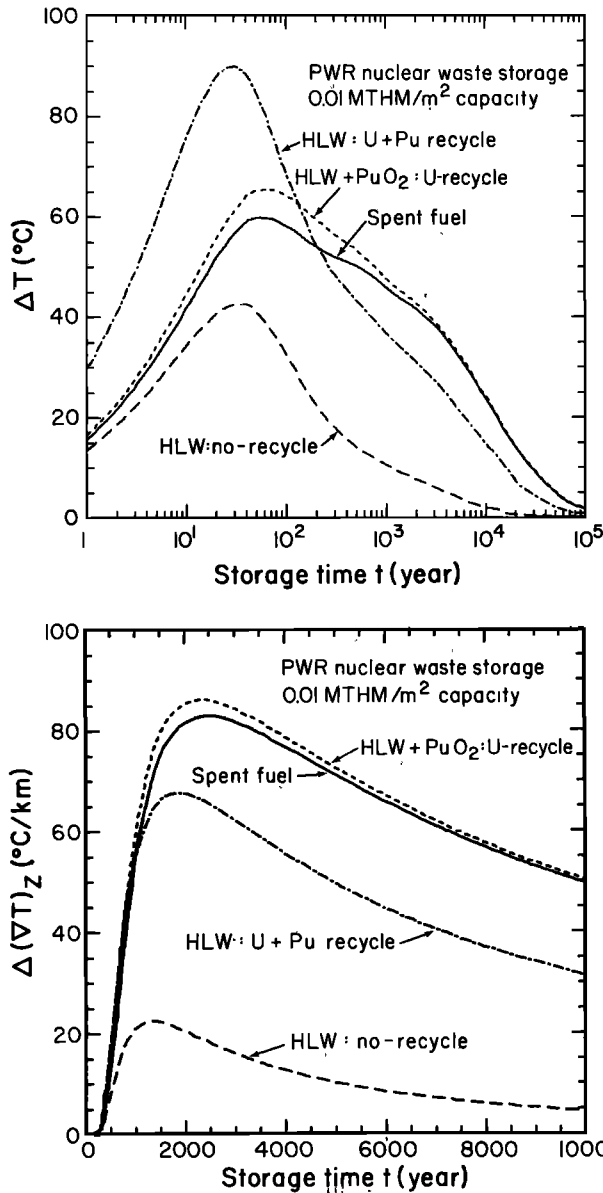 100
80
60
40
20
0
ΔT (°C)
PWR nuclear waste storage
0.01 MTHM/m² capacity
HLW: U+Pu recycle
HLW+PuO₂:U-recycle
Spent fuel
HLW:no-recycle
1
10¹
10²
10³
10⁴
10⁵
Storage time t (year)
100
80
60
40
20
0
Δ(∇T)z (°C/km)
PWR nuclear waste storage
0.01 MTHM/m² capacity
HLW+PuO₂:U-recycle
Spent fuel
HLW: U+Pu recycle
HLW: no-recycle
0
2000
4000
6000
8000
1000
Storage time t (year)